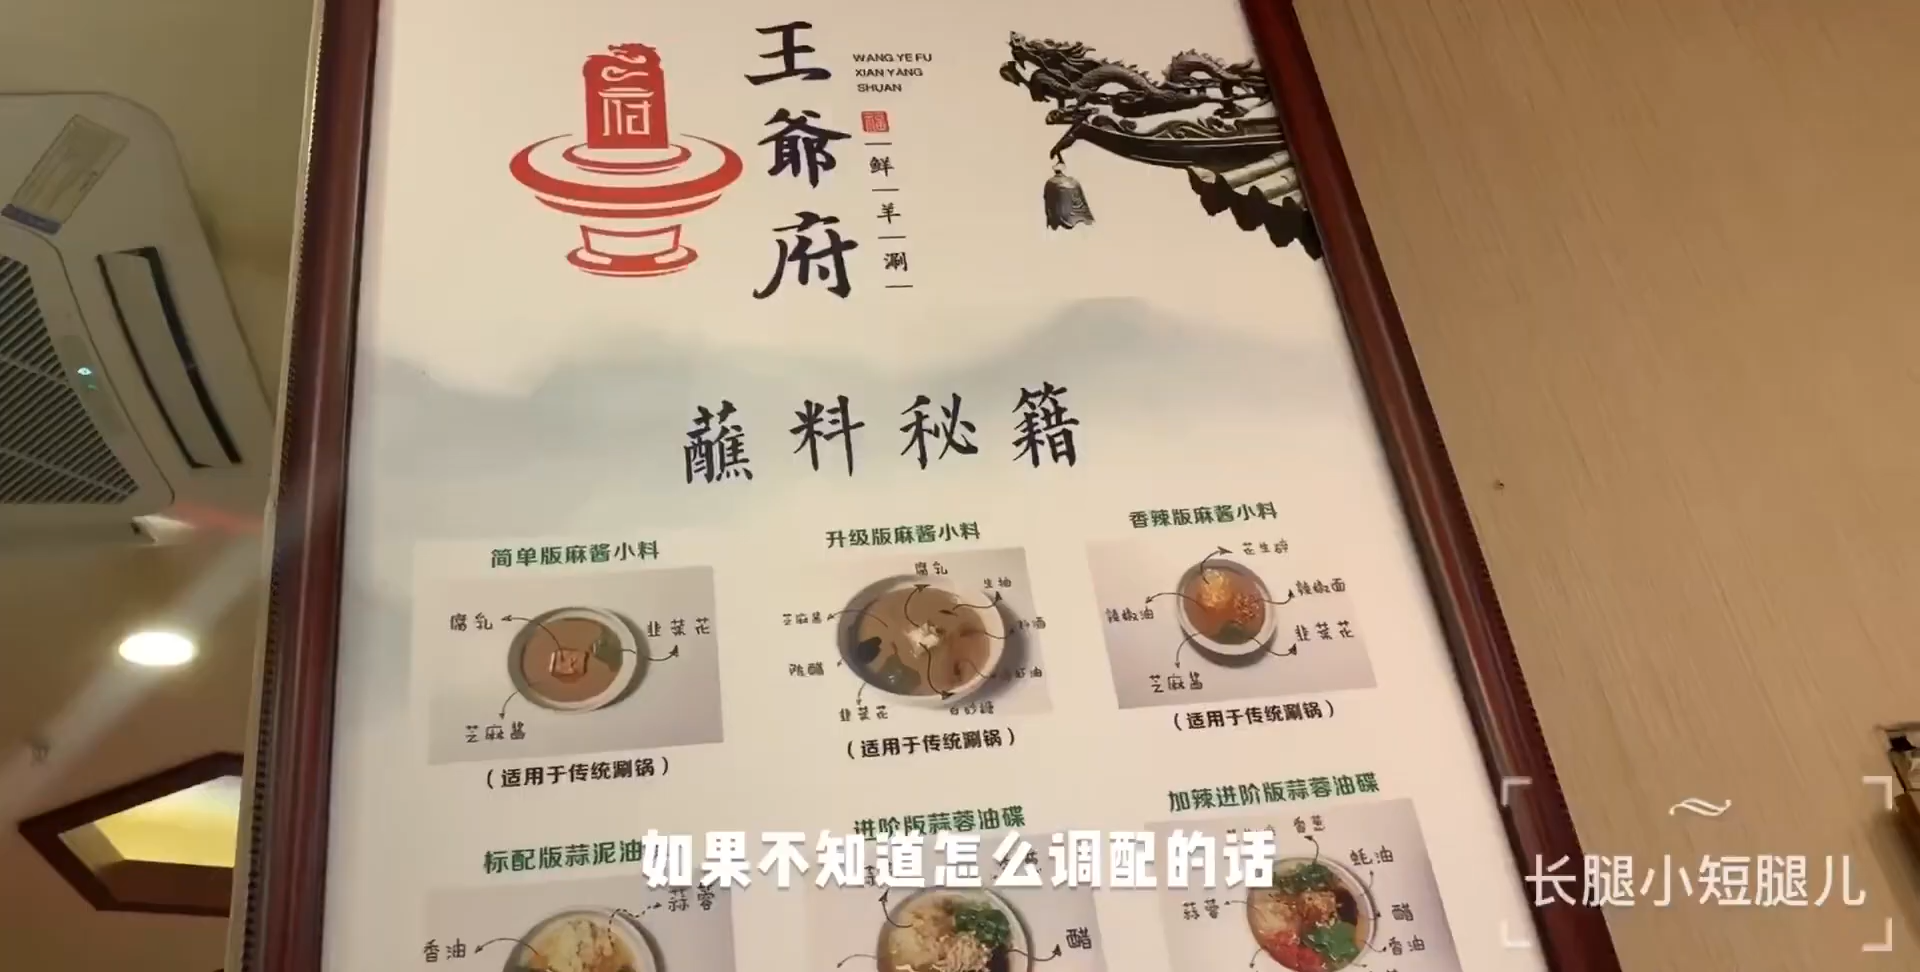 王爷府
WANG YE FU
XIAN YANG
SHUAN
福
鲜羊涮
府
蘸料秘籍
简单版麻酱小料
腐乳
韭菜花
芝麻酱
(适用于传统涮锅)
升级版麻酱小料
腐乳
生抽
芝麻酱
陈醋
韭菜花
白砂糖
(适用于传统涮锅)
香辣版麻酱小料
花生碎
辣椒面
辣椒油
韭菜花
芝麻酱
(适用于传统涮锅)
标配版蒜泥油
蒜蓉
香油
进阶版蒜蓉油碟
醋
加辣进阶版蒜蓉油碟
香葱
蚝油
蒜蓉
醋
香油
如果不知道怎么调配的话
长腿小短腿儿